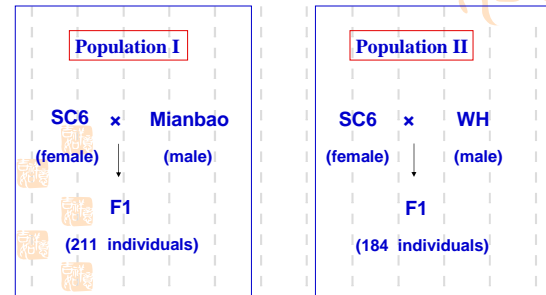 Population I
SC6 × Mianbao
(female) (male)
F1
(211 individuals)
Population II
SC6 × WH
(female) (male)
F1
(184 individuals)